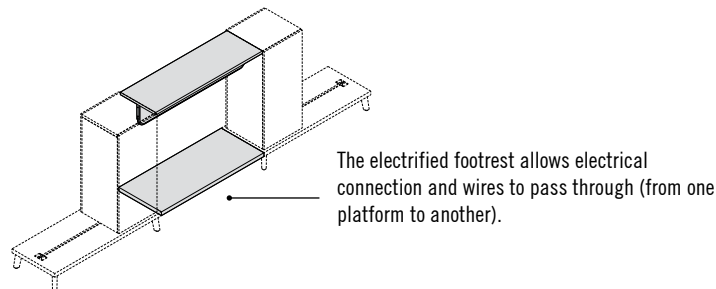 The electrified footrest allows electrical
connection and wires to pass through (from one
platform to another).